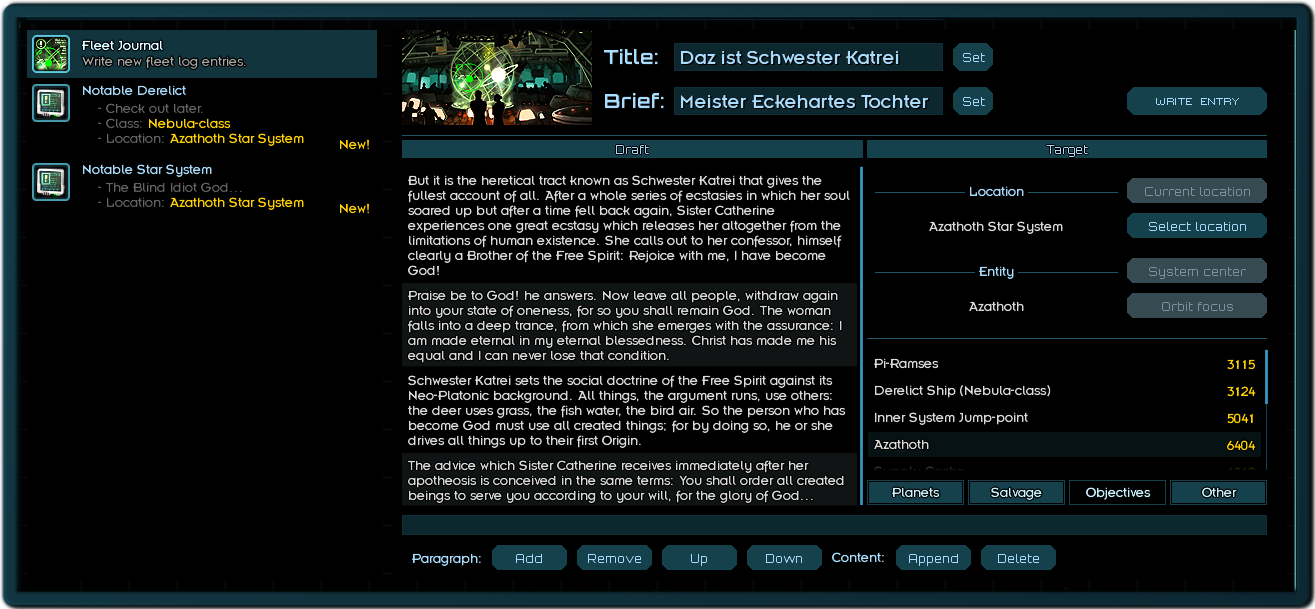 Fleet Journal
Write new fleet log entries.
Notable Derelict
- Check out later.
- Class: Nebula-class
- Location: Azathoth Star System
New!
Notable Star System
- The Blind Idiot God...
- Location: Azathoth Star System
New!
Title: Daz ist Schwester Katrei Set
Brief: Meister Eckehartes Tochter Set
WRITE ENTRY
Draft
But it is the heretical tract known as Schwester Katrei that gives the
fullest account of all. After a whole series of ecstasies in which her soul
soared up but after a time fell back again, Sister Catherine
experiences one great ecstasy which releases her altogether from the
limitations of human existence. She calls out to her confessor, himself
clearly a Brother of the Free Spirit: Rejoice with me, I have become
God!
Praise be to God! he answers. Now leave all people, withdraw again
into your state of oneness, for so you shall remain God. The woman
falls into a deep trance, from which she emerges with the assurance: I
am made eternal in my eternal blessedness. Christ has made me his
equal and I can never lose that condition.
Schwester Katrei sets the social doctrine of the Free Spirit against its
Neo-Platonic background. All things, the argument runs, use others:
the deer uses grass, the fish water, the bird air. So the person who has
become God must use all created things; for by doing so, he or she
drives all things up to their first Origin.
The advice which Sister Catherine receives immediately after her
apotheosis is conceived in the same terms: You shall order all created
beings to serve you according to your will, for the glory of God...
Target
Location
Current location
Azathoth Star System
Select location
Entity
System center
Azathoth
Orbit focus
Pi-Ramses 3115
Derelict Ship (Nebula-class) 3124
Inner System Jump-point 5041
Azathoth 6404
Planets Salvage Objectives Other
Paragraph: Add Remove Up Down Content: Append Delete